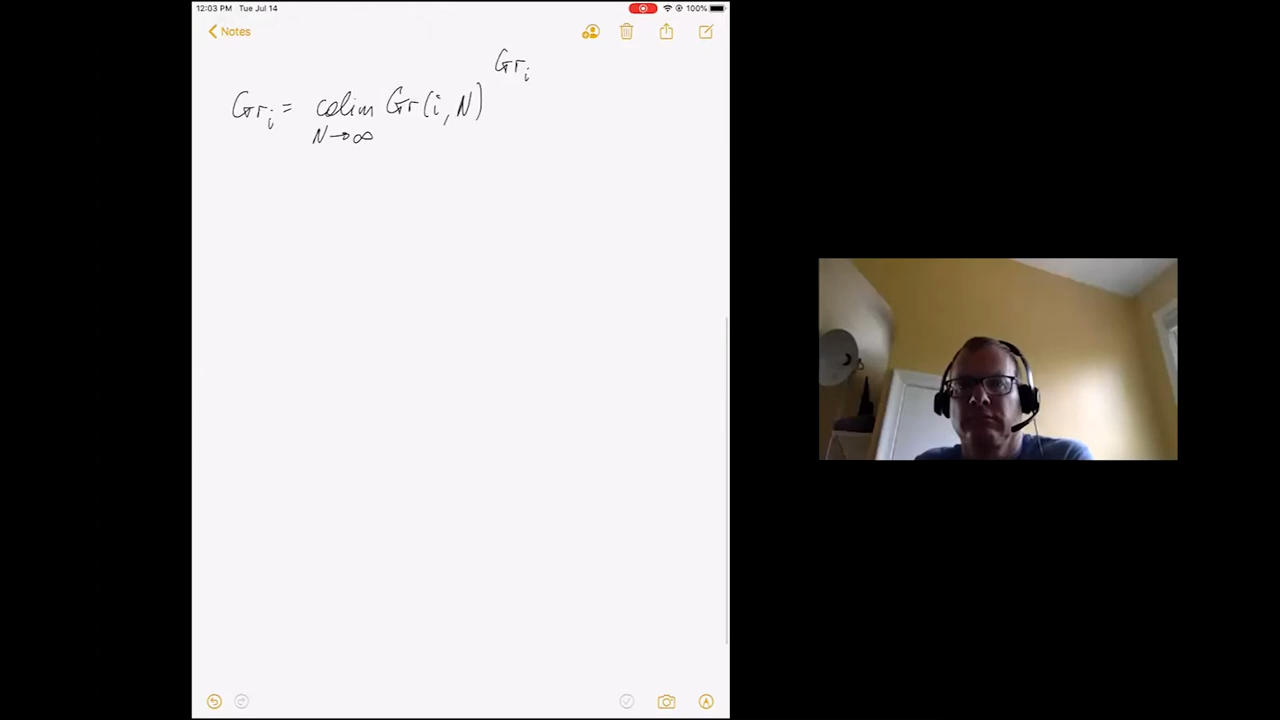 12:03 PM Tue Jul 14 100%
Notes
Gr_i
Gr_i = colim Gr(i, N)
N→∞